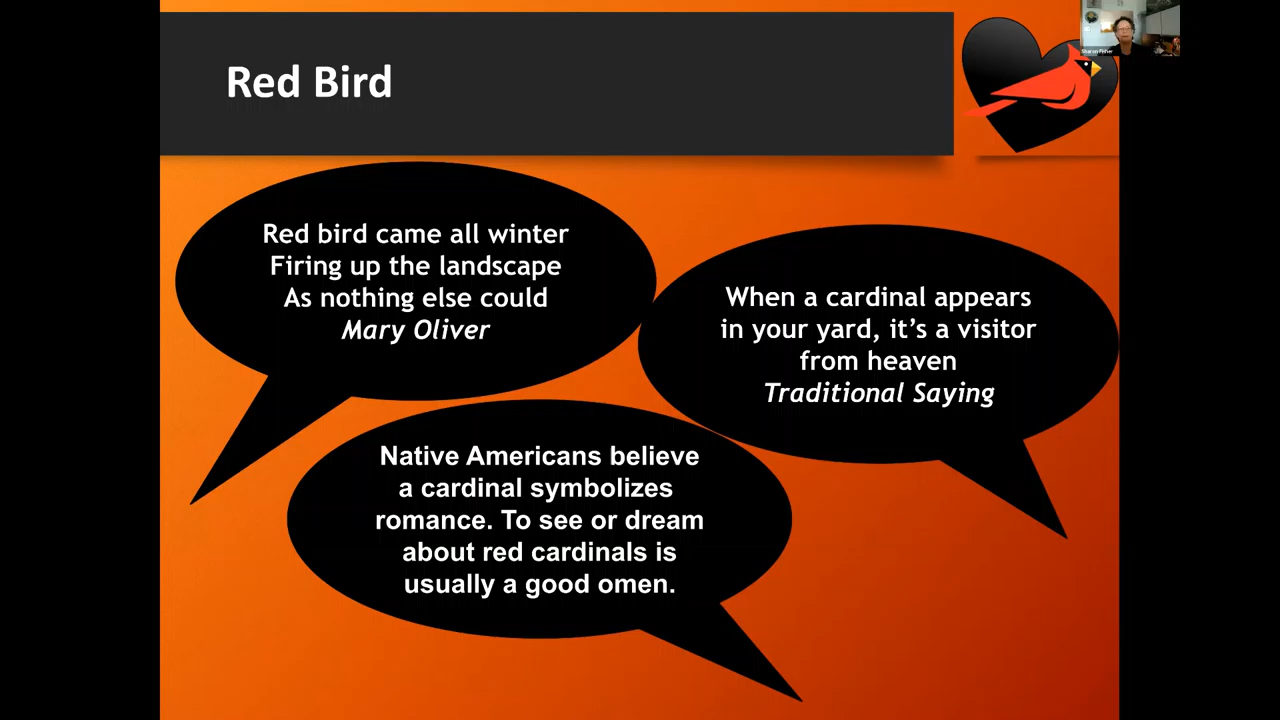 Red Bird
Sharon Fisher
Red bird came all winter
Firing up the landscape
As nothing else could
Mary Oliver
When a cardinal appears
in your yard, it’s a visitor
from heaven
Traditional Saying
Native Americans believe
a cardinal symbolizes
romance. To see or dream
about red cardinals is
usually a good omen.